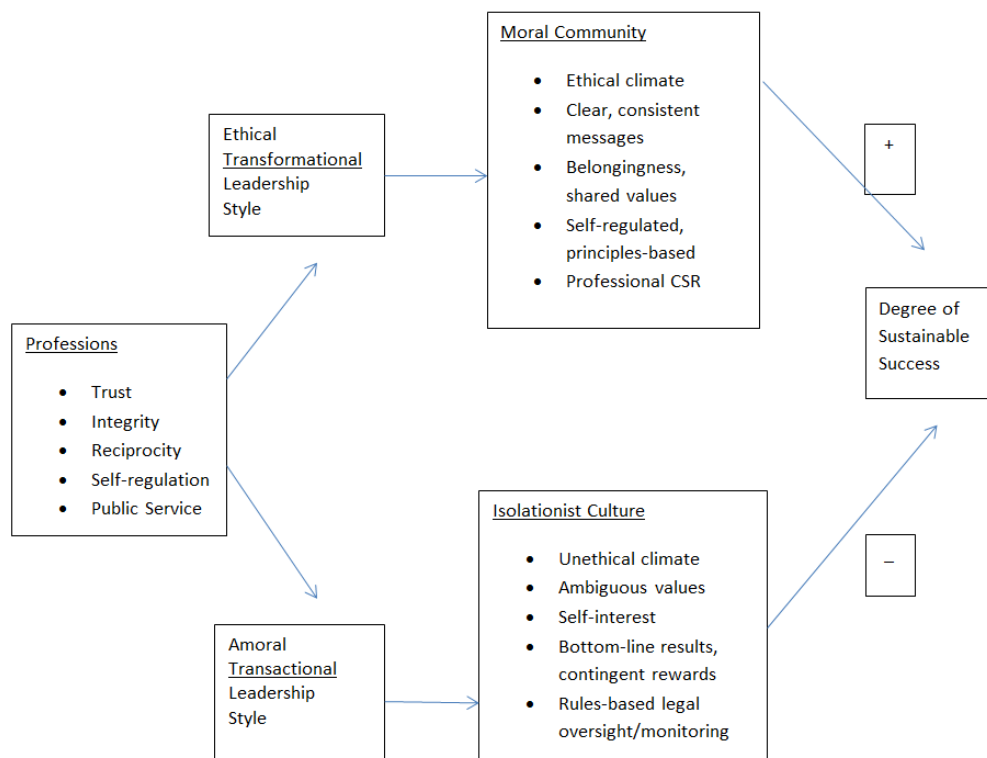 Moral Community
• Ethical climate
• Clear, consistent
messages
• Belongingness,
shared values
• Self-regulated,
principles-based
• Professional CSR
Ethical
Transformational
Leadership
Style
+
Professions
• Trust
• Integrity
• Reciprocity
• Self-regulation
• Public Service
Degree of
Sustainable
Success
Isolationist Culture
• Unethical climate
• Ambiguous values
• Self-interest
• Bottom-line results,
contingent rewards
• Rules-based legal
oversight/monitoring
–
Amoral
Transactional
Leadership
Style